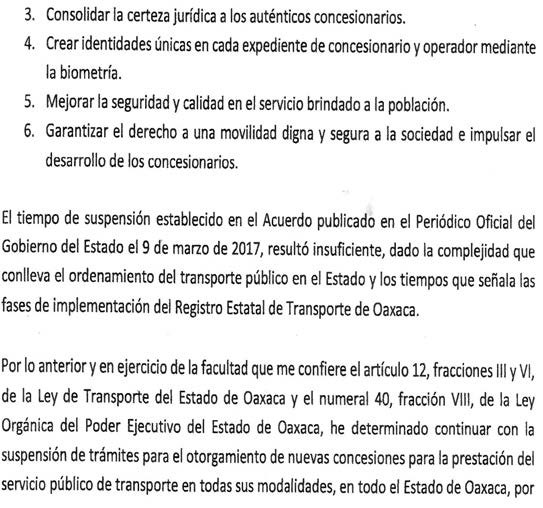 3. Consolidar la certeza jurídica a los auténticos concesionarios.
4. Crear identidades únicas en cada expediente de concesionario y operador mediante
la biometría.
5. Mejorar la seguridad y calidad en el servicio brindado a la población.
6. Garantizar el derecho a una movilidad digna y segura a la sociedad e impulsar el
desarrollo de los concesionarios.
El tiempo de suspensión establecido en el Acuerdo publicado en el Periódico Oficial del
Gobierno del Estado el 9 de marzo de 2017, resultó insuficiente, dado la complejidad que
conlleva el ordenamiento del transporte público en el Estado y los tiempos que señala las
fases de implementación del Registro Estatal de Transporte de Oaxaca.
Por lo anterior y en ejercicio de la facultad que me confiere el artículo 12, fracciones III y VI,
de la Ley de Transporte del Estado de Oaxaca y el numeral 40, fracción VIII, de la Ley
Orgánica del Poder Ejecutivo del Estado de Oaxaca, he determinado continuar con la
suspensión de trámites para el otorgamiento de nuevas concesiones para la prestación del
servicio público de transporte en todas sus modalidades, en todo el Estado de Oaxaca, por